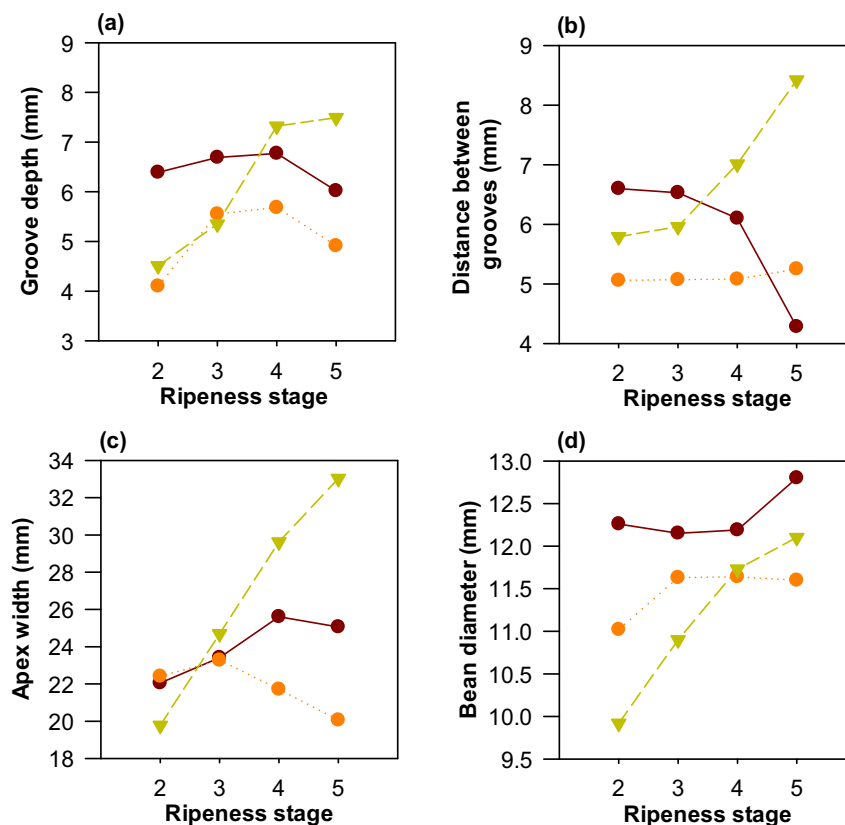 (a)
9
8
7
6
5
4
3
Groove depth (mm)
2 3 4 5
Ripeness stage
(b)
9
8
7
6
5
4
Distance between
grooves (mm)
2 3 4 5
Ripeness stage
(c)
34
32
30
28
26
24
22
20
18
Apex width (mm)
2 3 4 5
Ripeness stage
(d)
13.0
12.5
12.0
11.5
11.0
10.5
10.0
9.5
Bean diameter (mm)
2 3 4 5
Ripeness stage